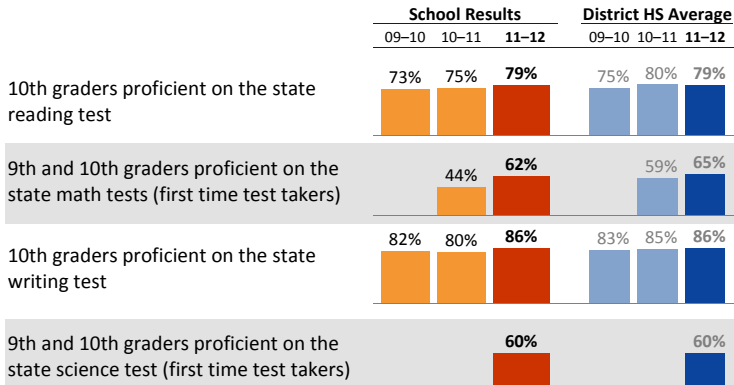 School Results District HS Average
09–10 10–11 11–12 09–10 10–11 11–12
10th graders proficient on the state
reading test
73% 75% 79% 75% 80% 79%
9th and 10th graders proficient on the
state math tests (first time test takers)
44% 62% 59% 65%
10th graders proficient on the state
writing test
82% 80% 86% 83% 85% 86%
9th and 10th graders proficient on the
state science test (first time test takers)
60% 60%